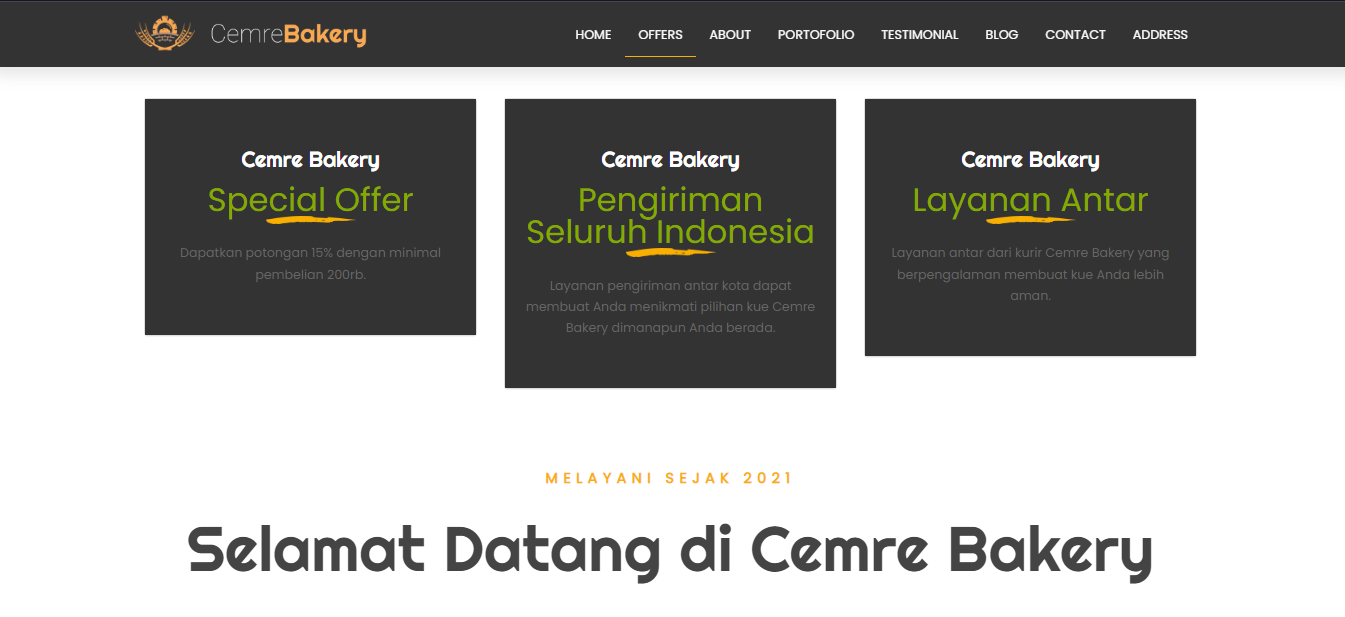 CemreBakery
HOME OFFERS ABOUT PORTOFOLIO TESTIMONIAL BLOG CONTACT ADDRESS
Cemre Bakery
Special Offer
Dapatkan potongan 15% dengan minimal
pembelian 200rb.
Cemre Bakery
Pengiriman
Seluruh Indonesia
Layanan pengiriman antar kota dapat
membuat Anda menikmati pilihan kue Cemre
Bakery dimanapun Anda berada.
Cemre Bakery
Layanan Antar
Layanan antar dari kurir Cemre Bakery yang
berpengalaman membuat kue Anda lebih
aman.
MELAYANI SEJAK 2021
Selamat Datang di Cemre Bakery